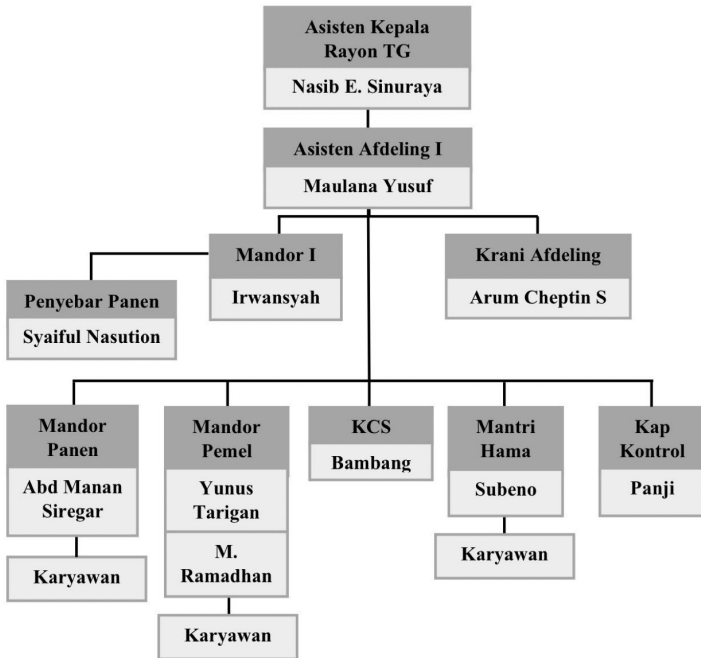 Asisten Kepala
Rayon TG
Nasib E. Sinuraya
Asisten Afdeling I
Maulana Yusuf
Mandor I
Irwansyah
Krani Afdeling
Arum Cheptin S
Penyebar Panen
Syaiful Nasution
Mandor
Panen
Abd Manan
Siregar
Karyawan
Mandor
Pemel
Yunus
Tarigan
M.
Ramadhan
Karyawan
KCS
Bambang
Mantri
Hama
Subeno
Karyawan
Kap
Kontrol
Panji